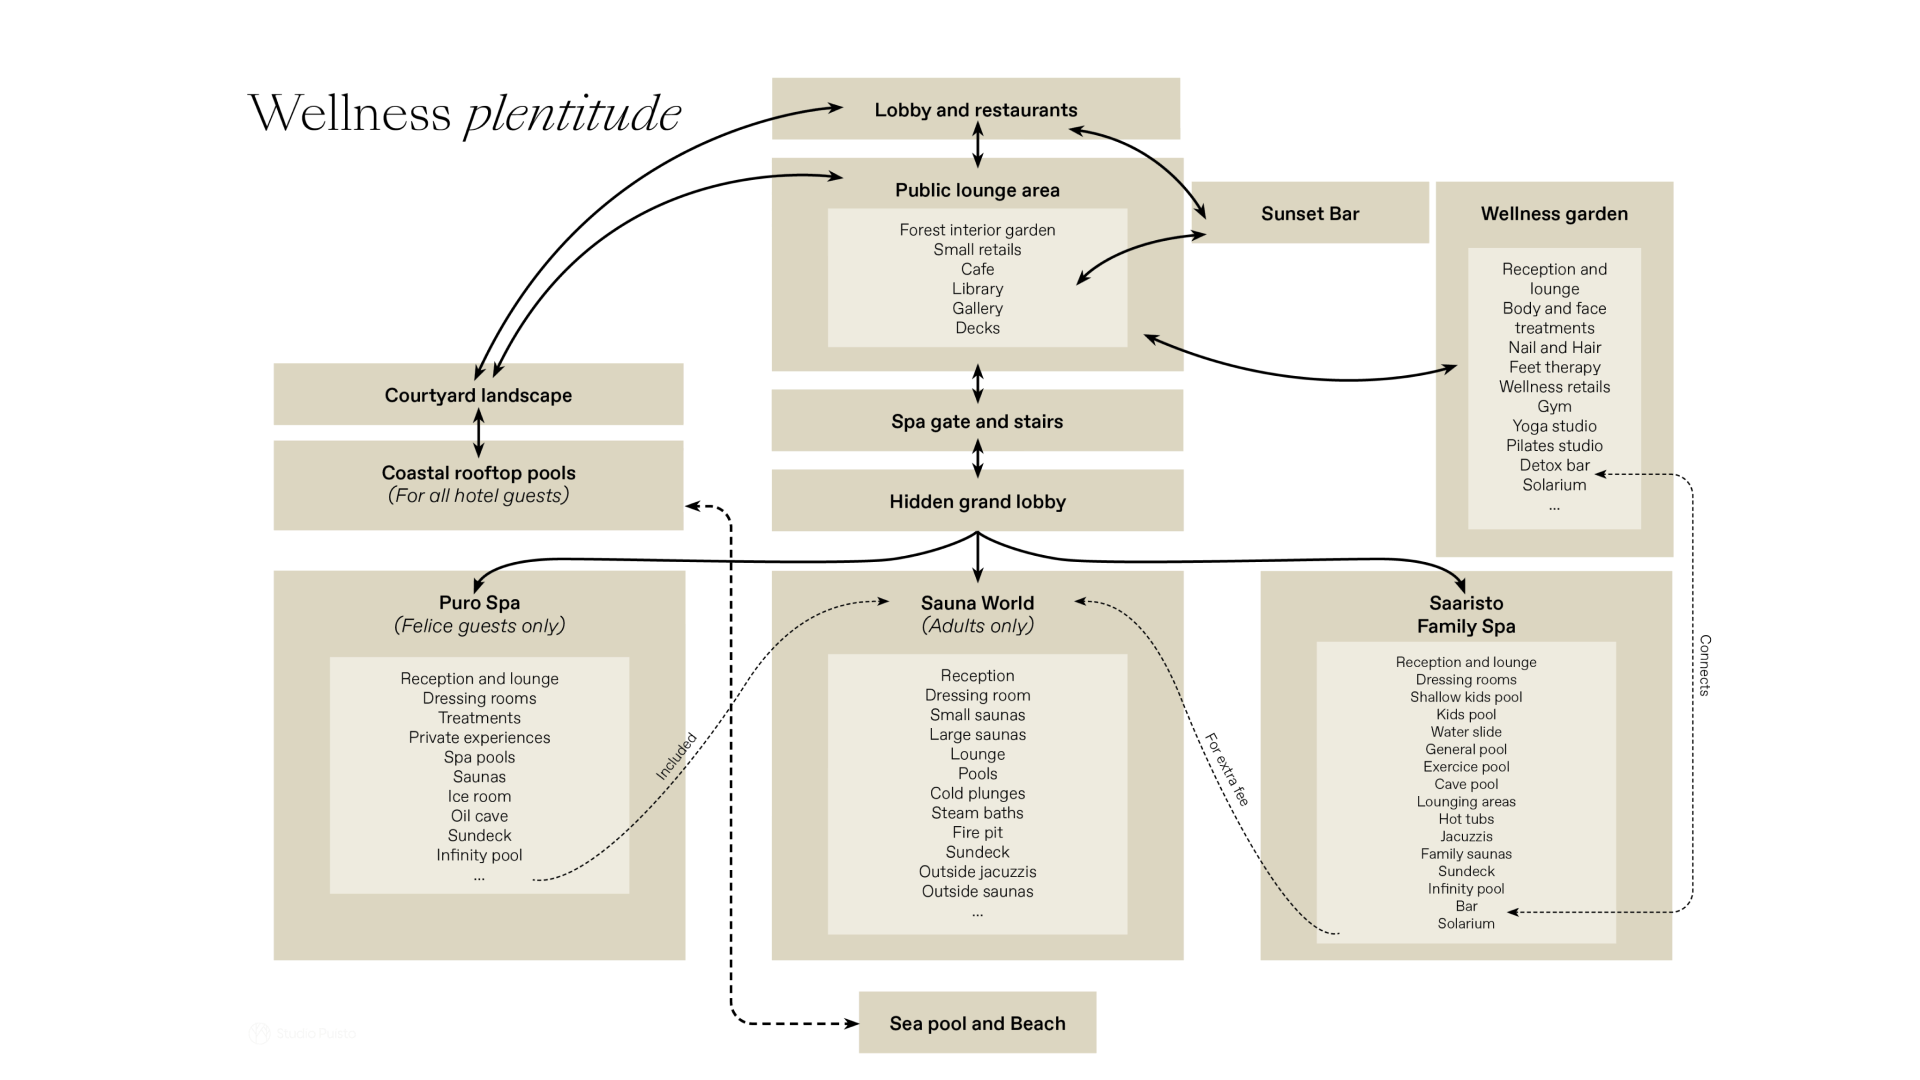 Wellness plentitude
Lobby and restaurants
Public lounge area
Forest interior garden
Small retails
Cafe
Library
Gallery
Decks
Sunset Bar
Wellness garden
Reception and
lounge
Body and face
treatments
Nail and Hair
Feet therapy
Wellness retails
Gym
Yoga studio
Pilates studio
Detox bar
Solarium
...
Courtyard landscape
Coastal rooftop pools
(For all hotel guests)
Spa gate and stairs
Hidden grand lobby
Puro Spa
(Felice guests only)
Reception and lounge
Dressing rooms
Treatments
Private experiences
Spa pools
Saunas
Ice room
Oil cave
Sundeck
Infinity pool
...
Included
Sauna World
(Adults only)
Reception
Dressing room
Small saunas
Large saunas
Lounge
Pools
Cold plunges
Steam baths
Fire pit
Sundeck
Outside jacuzzis
Outside saunas
...
For extra fee
Saaristo
Family Spa
Reception and lounge
Dressing rooms
Shallow kids pool
Kids pool
Water slide
General pool
Exercice pool
Cave pool
Lounging areas
Hot tubs
Jacuzzis
Family saunas
Sundeck
Infinity pool
Bar
Solarium
Connects
Sea pool and Beach
Studio Puisto